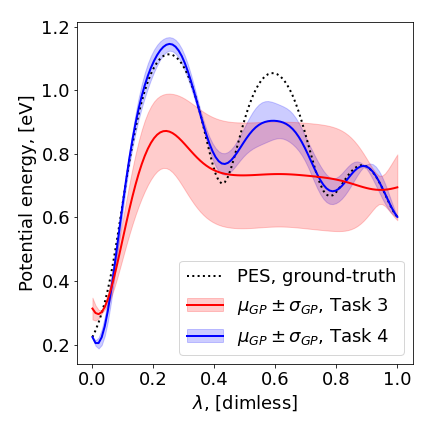 Potential energy, [eV]
1.2
1.0
0.8
0.6
0.4
0.2
PES, ground-truth
μGP ± σGP, Task 3
μGP ± σGP, Task 4
0.0 0.2 0.4 0.6 0.8 1.0
λ, [dimless]